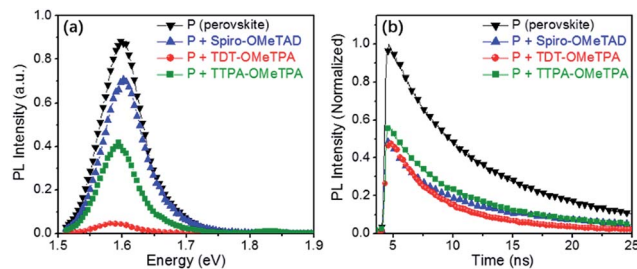 (a)
P (perovskite)
P + Spiro-OMeTAD
P + TDT-OMeTPA
P + TTPA-OMeTPA
PL Intensity (a.u.)
0.8
0.6
0.4
0.2
0.0
1.5 1.6 1.7 1.8 1.9
Energy (eV)
(b)
P (perovskite)
P + Spiro-OMeTAD
P + TDT-OMeTPA
P + TTPA-OMeTPA
PL Intensity (Normalized)
1.0
0.8
0.6
0.4
0.2
0.0
5 10 15 20 25
Time (ns)